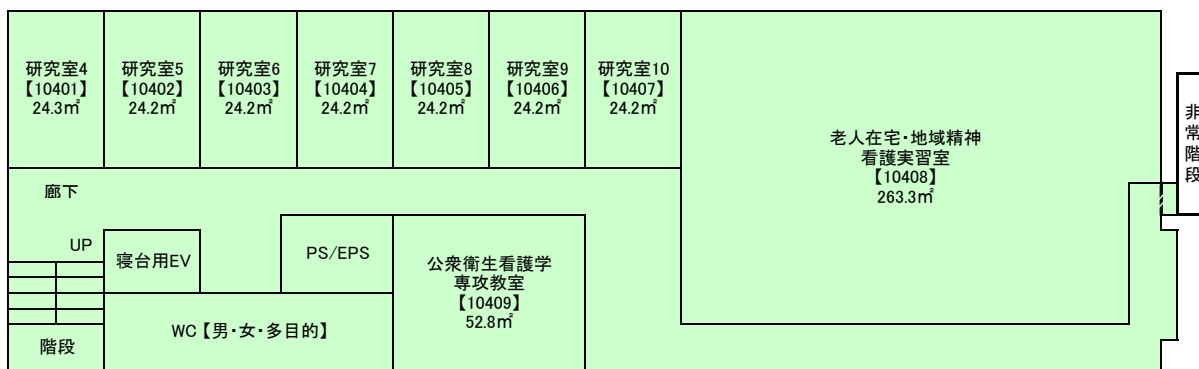 研究室4
【10401】
24.3㎡
研究室5
【10402】
24.2㎡
研究室6
【10403】
24.2㎡
研究室7
【10404】
24.2㎡
研究室8
【10405】
24.2㎡
研究室9
【10406】
24.2㎡
研究室10
【10407】
24.2㎡
老人在宅・地域精神
看護実習室
【10408】
263.3㎡
非常階段
廊下
UP
寝台用EV
PS/EPS
公衆衛生看護学
専攻教室
【10409】
52.8㎡
WC【男・女・多目的】
階段